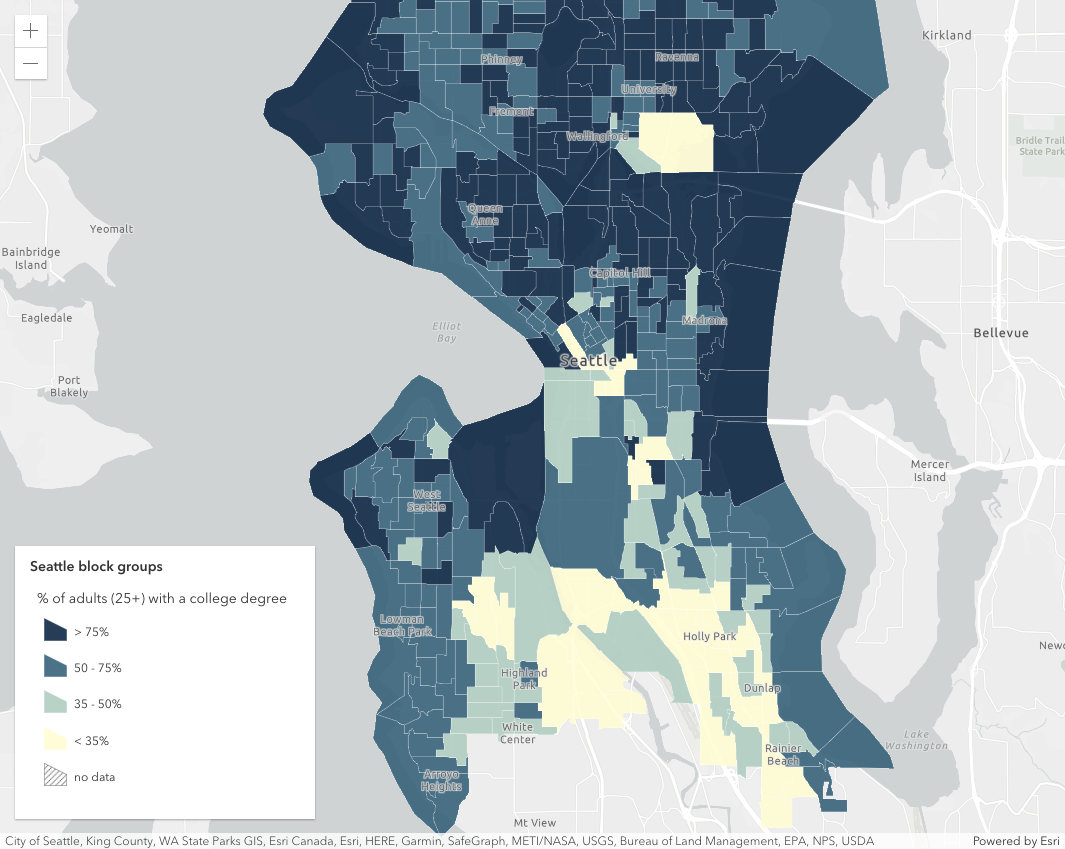 +
Kirkland
Phinney
Ravenna
University
Fremont
Wallingford
Bridle Trail
State Park
Queen
Anne
Yeomalt
Bainbridge
Island
Capitol Hill
Eagledale
Elliot
Bay
Madrona
Bellevue
Seattle
Port
Blakely
Mercer
Island
West
Seattle
Seattle block groups
% of adults (25+) with a college degree
> 75%
50 - 75%
35 - 50%
< 35%
no data
Lowman
Beach Park
Holly Park
Newc
Highland
Park
Dunlap
White
Center
Lake
Washington
Rainier
Beach
Arroyo
Heights
Mt View
City of Seattle, King County, WA State Parks GIS, Esri Canada, Esri, HERE, Garmin, SafeGraph, METI/NASA, USGS, Bureau of Land Management, EPA, NPS, USDA
Powered by Esri